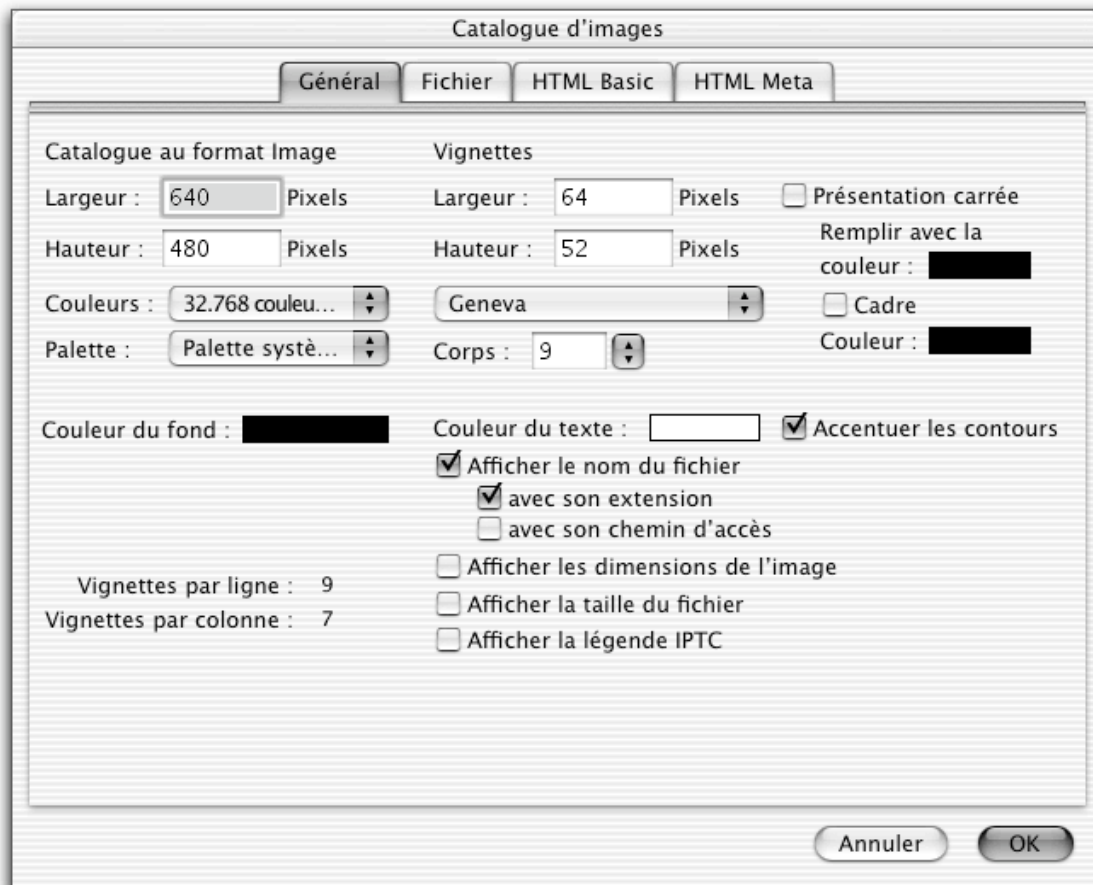 Catalogue d'images
Général Fichier HTML Basic HTML Meta
Catalogue au format Image
Largeur : 640 Pixels
Hauteur : 480 Pixels
Couleurs : 32.768 couleu...
Palette : Palette systè...
Couleur du fond :
Vignettes par ligne : 9
Vignettes par colonne : 7
Vignettes
Largeur : 64 Pixels
Hauteur : 52 Pixels
Geneva
Corps : 9
Présentation carrée
Remplir avec la
couleur :
Cadre
Couleur :
Couleur du texte :
Accentuer les contours
Afficher le nom du fichier
avec son extension
avec son chemin d'accès
Afficher les dimensions de l'image
Afficher la taille du fichier
Afficher la légende IPTC
Annuler OK